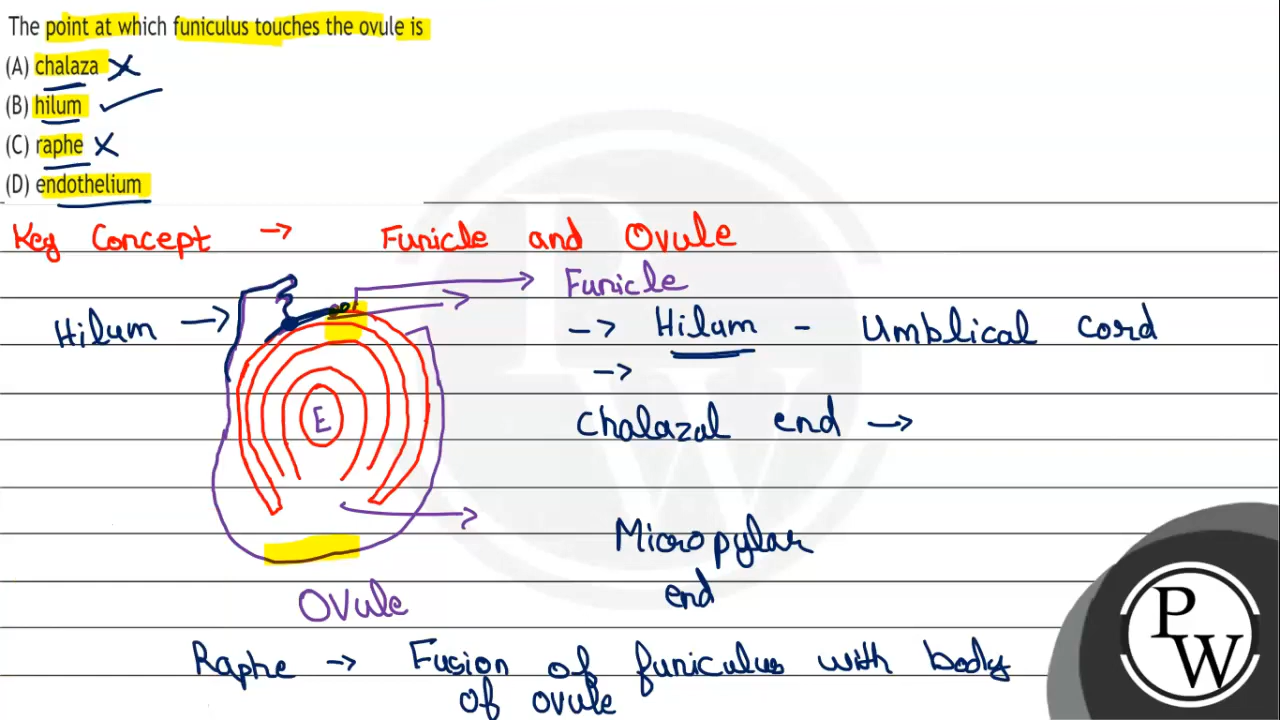 The point at which funiculus touches the ovule is
(A) chalaza ×
(B) hilum ✓
(C) raphe ×
(D) endothelium
Key Concept → Funicle and Ovule
Funicle
Hilum →
→ Hilum - Umblical cord
→
E
Chalazal end →
Micropylar
end
Ovule
Raphe → Fusion of funiculus with body
of ovule
P
W
P
W